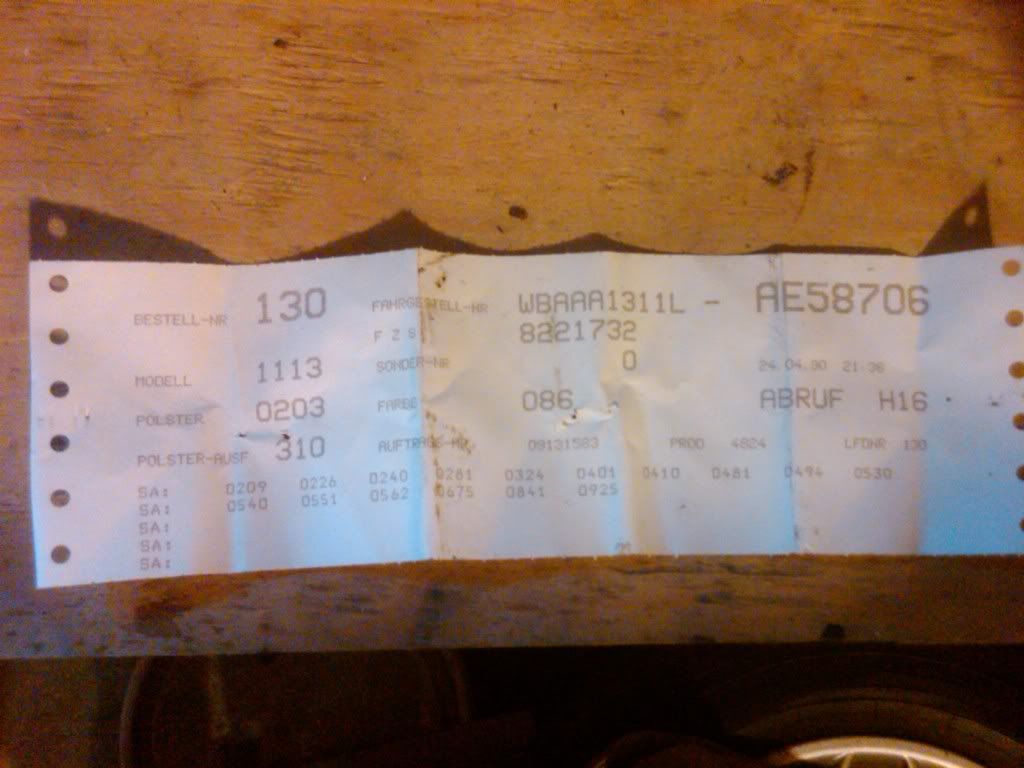 BESTELL-NR 130 FAHRGESTELL-NR WBAAA1311L - AE58706
F Z S 8221732
MODELL 1113 SONDER-NR 0 24.04.90 21:36
POLSTER 0203 FARBE 086 ABRUF H16
POLSTER-AUSF 310 AUFTRAGS-NR 09131583 PROD 4824 LFDNR 130
SA: 0209 0226 0240 0281 0324 0401 0410 0481 0494 0530
SA: 0540 0551 0562 0675 0841 0925
SA:
SA:
SA: